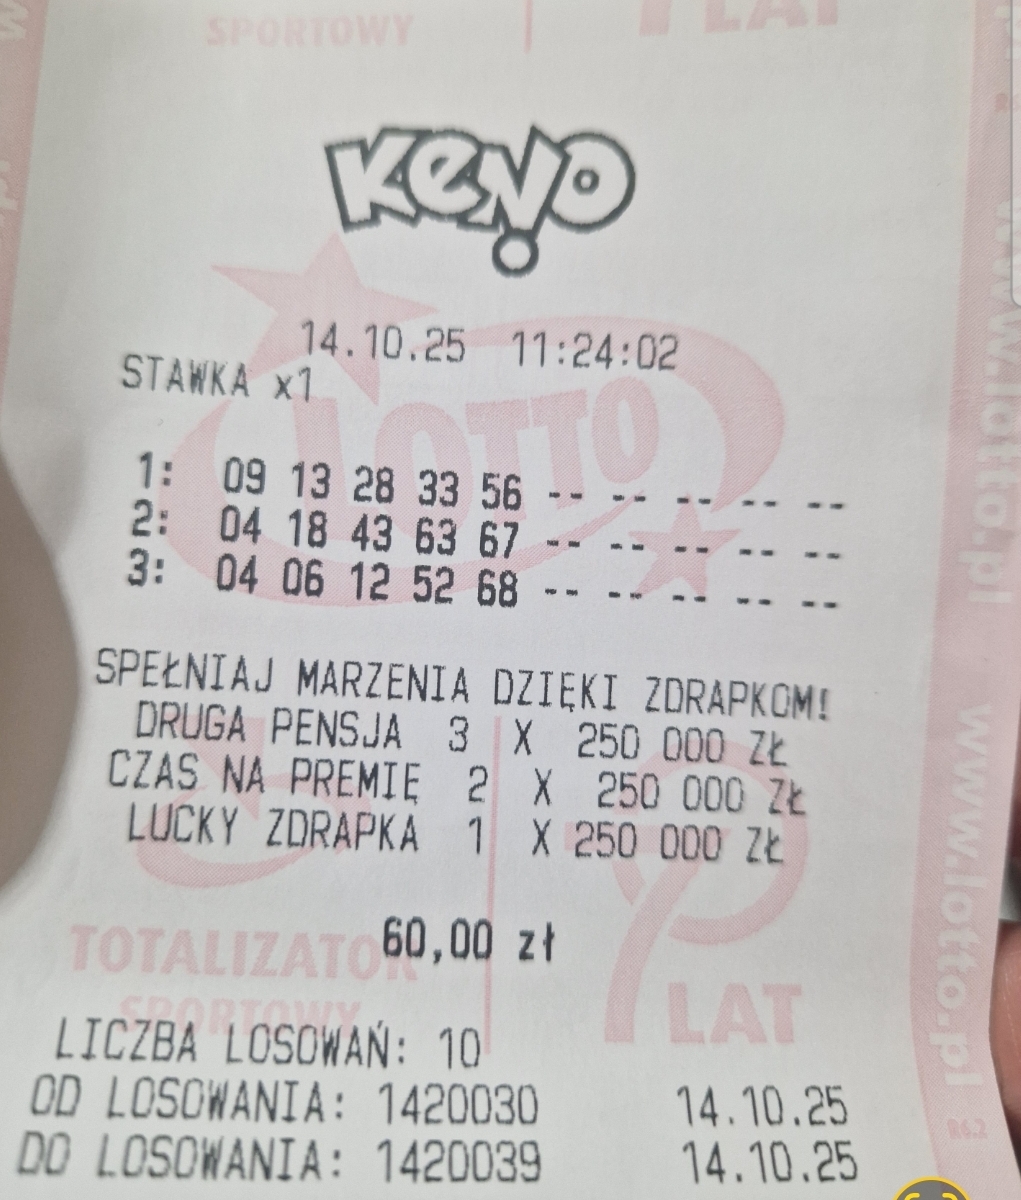 SPORTOWY LAT
KENO
14.10.25 11:24:02
STAWKA x1
LOTTO
1: 09 13 28 33 56 -- -- -- -- --
2: 04 18 43 63 67 -- -- -- -- --
3: 04 06 12 52 68 -- -- -- -- --
SPEŁNIAJ MARZENIA DZIĘKI ZDRAPKOM!
DRUGA PENSJA 3 X 250 000 ZŁ
CZAS NA PREMIĘ 2 X 250 000 ZŁ
LUCKY ZDRAPKA 1 X 250 000 ZŁ
60,00 zł
TOTALIZATOR
SPORTOWY
LAT
LICZBA LOSOWAŃ: 10
OD LOSOWANIA: 1420030 14.10.25
DO LOSOWANIA: 1420039 14.10.25
www.lotto.pl
www.lotto.pl